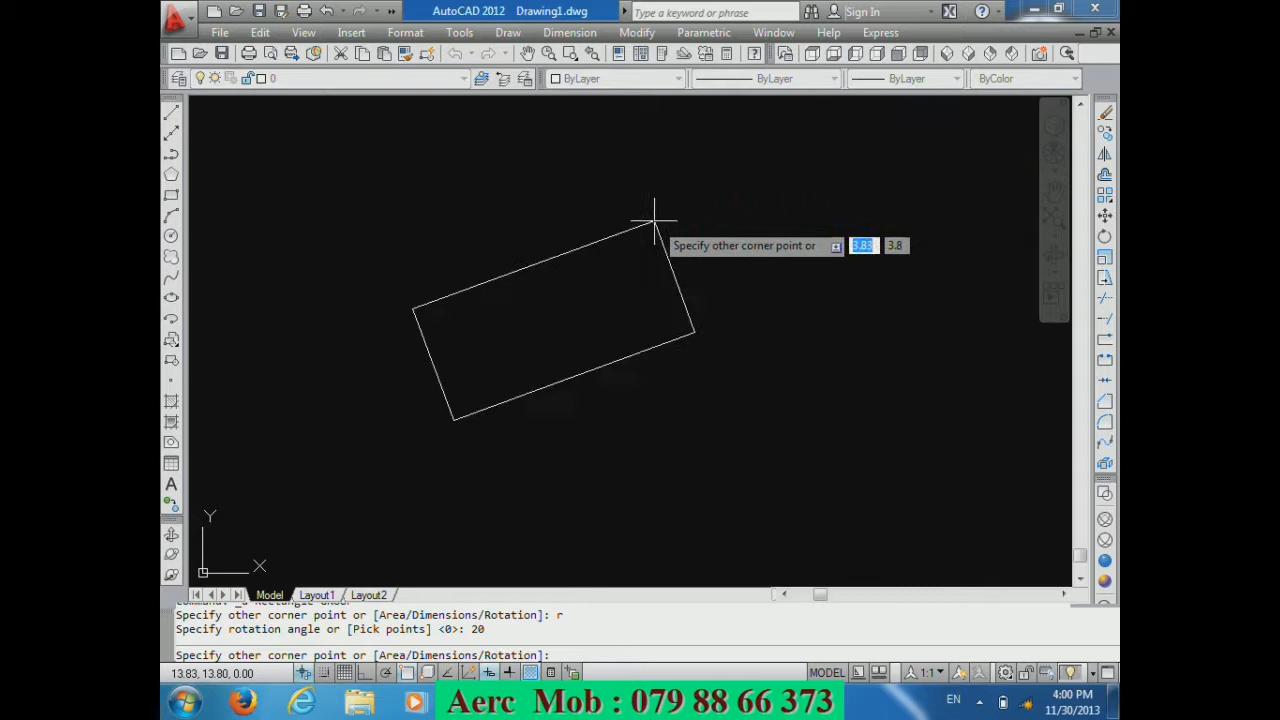 AutoCAD 2012 Drawing1.dwg
Type a keyword or phrase
Sign In
File Edit View Insert Format Tools Draw Dimension Modify Parametric Window Help Express
0
ByLayer
ByLayer
ByLayer
ByColor
Specify other corner point or 3.83 3.8
Y
X
Model Layout1 Layout2
Specify other corner point or [Area/Dimensions/Rotation]: r
Specify rotation angle or [Pick points] <0>: 20
Specify other corner point or [Area/Dimensions/Rotation]:
13.83, 13.80, 0.00
MODEL
1:1
Aerc Mob : 079 88 66 373
EN
4:00 PM
11/30/2013